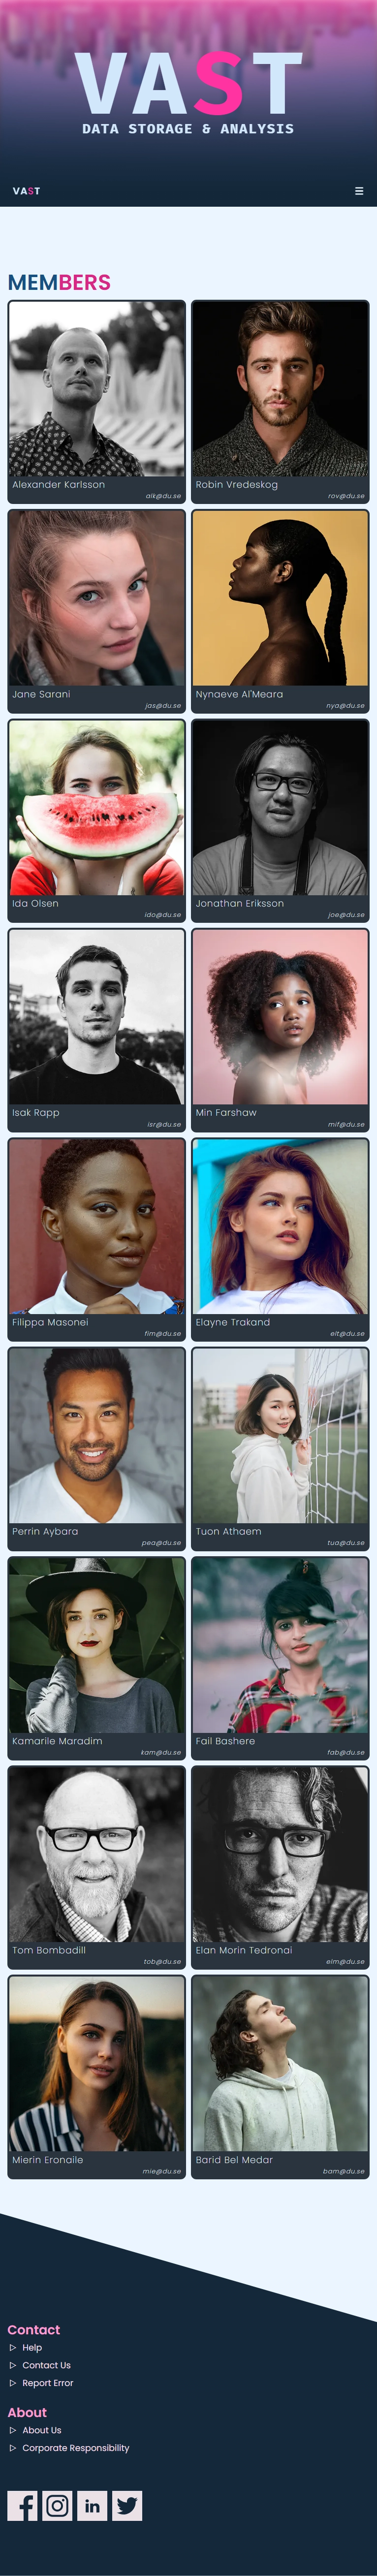 VAST
DATA STORAGE & ANALYSIS
VAST
MEMBERS
Alexander Karlsson
alk@du.se
Robin Vredeskog
rov@du.se
Jane Sarani
jas@du.se
Nynaeve Al'Meara
nya@du.se
Ida Olsen
ido@du.se
Jonathan Eriksson
joe@du.se
Isak Rapp
isr@du.se
Min Farshaw
mif@du.se
Filippa Masonei
fim@du.se
Elayne Trakand
elt@du.se
Perrin Aybara
pea@du.se
Tuon Athaem
tua@du.se
Kamarile Maradim
kam@du.se
Fail Bashere
fab@du.se
Tom Bombadill
tob@du.se
Elan Morin Tedronai
elm@du.se
Mierin Eronaile
mie@du.se
Barid Bel Medar
bam@du.se
Contact
Help
Contact Us
Report Error
About
About Us
Corporate Responsibility